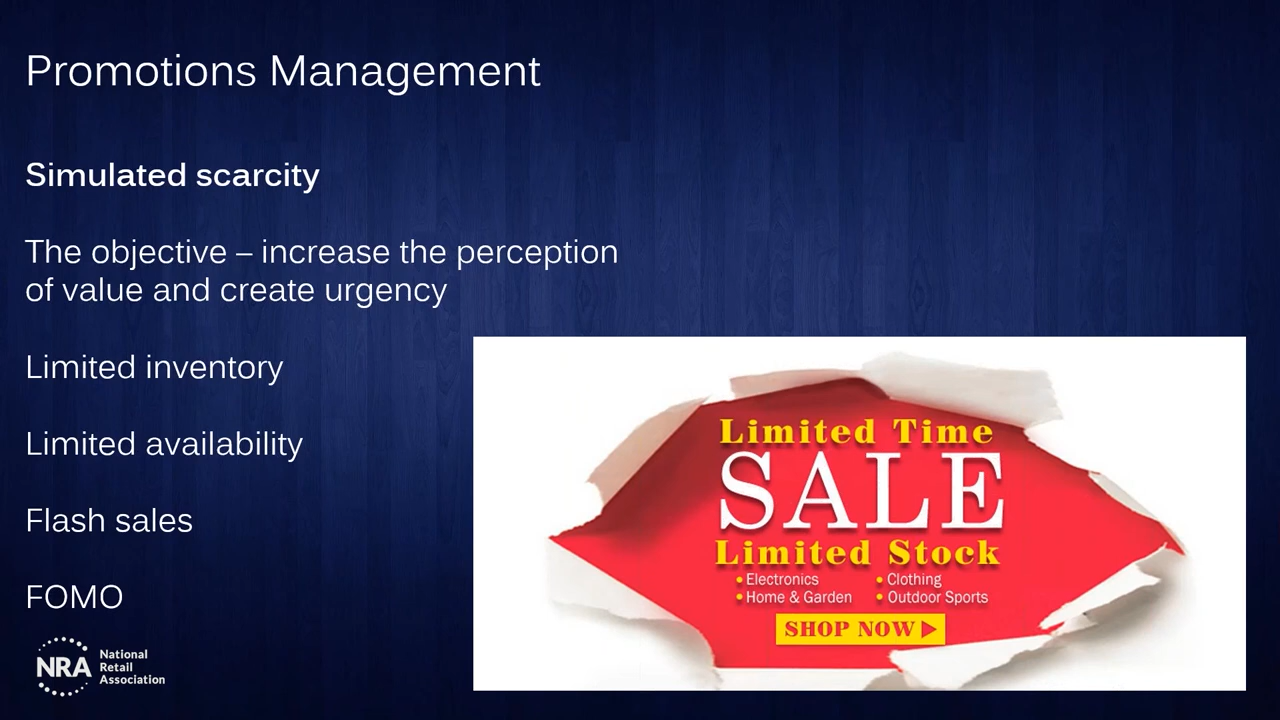 Promotions Management
Simulated scarcity
The objective – increase the perception
of value and create urgency
Limited inventory
Limited availability
Flash sales
FOMO
Limited Time
SALE
Limited Stock
• Electronics • Clothing
• Home & Garden • Outdoor Sports
SHOP NOW
NRA National
Retail
Association